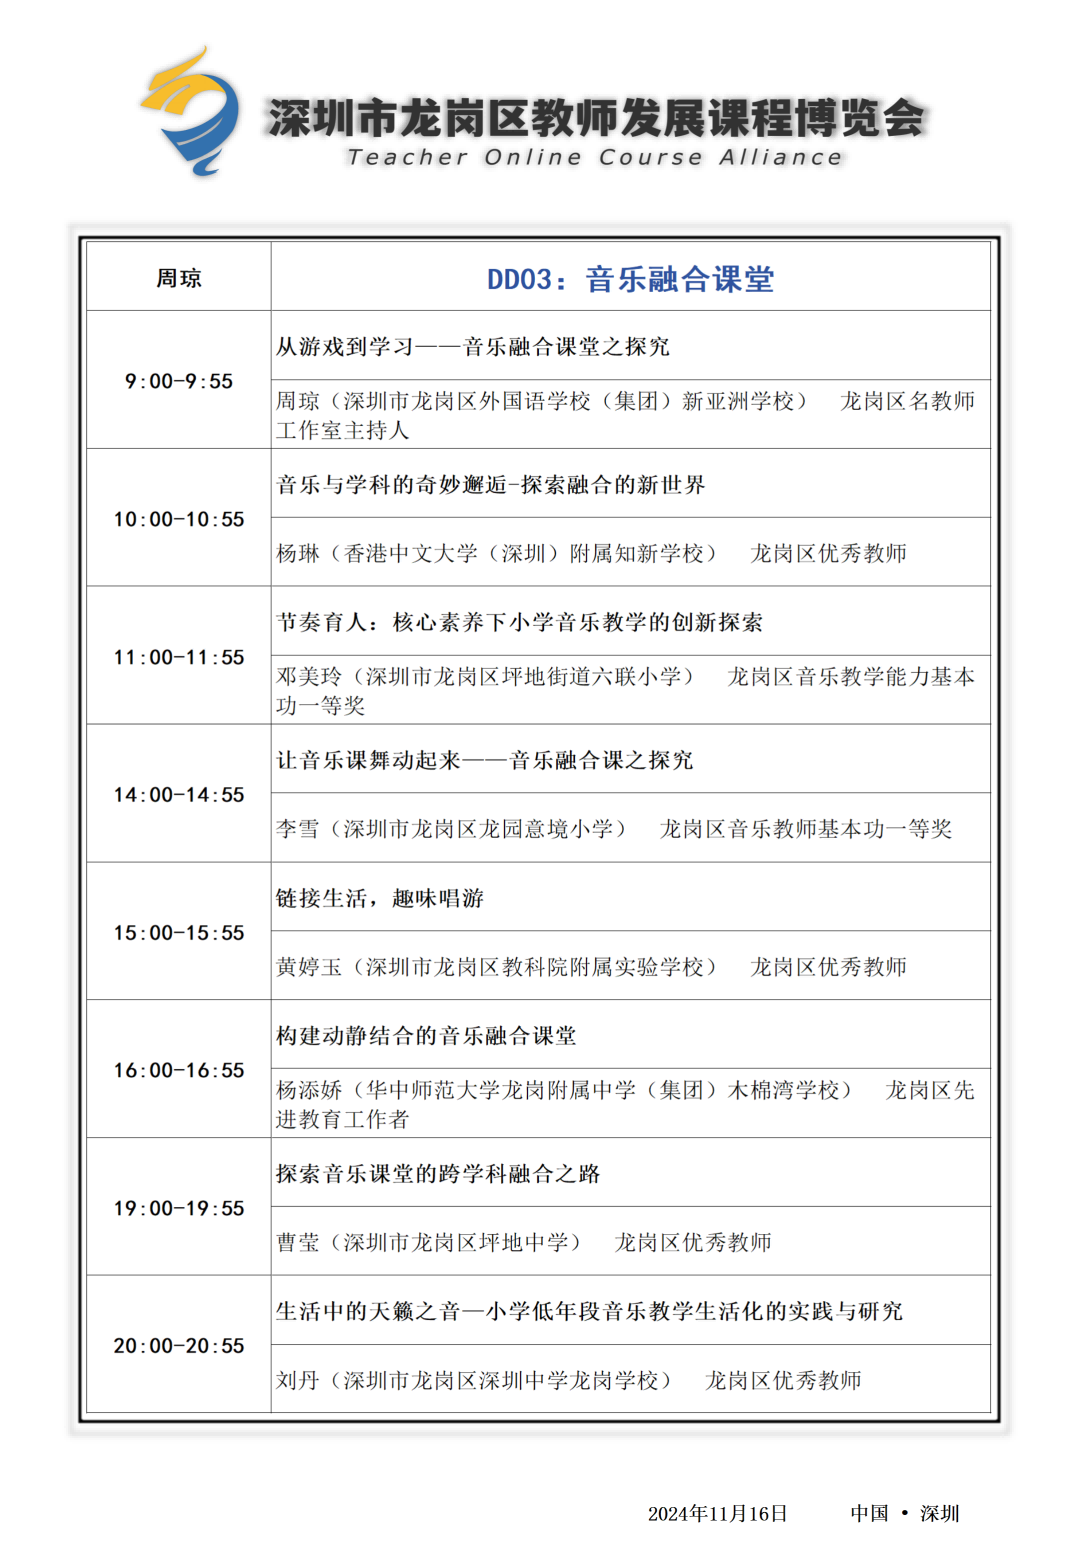 深圳市龙岗区教师发展课程博览会
Teacher Online Course Alliance
周琼
DD03：音乐融合课堂
9:00-9:55
从游戏到学习——音乐融合课堂之探究
周琼（深圳市龙岗区外国语学校（集团）新亚洲学校） 龙岗区名教师
工作室主持人
10:00-10:55
音乐与学科的奇妙邂逅-探索融合的新世界
杨琳（香港中文大学（深圳）附属知新学校） 龙岗区优秀教师
11:00-11:55
节奏育人：核心素养下小学音乐教学的创新探索
邓美玲（深圳市龙岗区坪地街道六联小学） 龙岗区音乐教学能力基本
功一等奖
14:00-14:55
让音乐课舞动起来——音乐融合课之探究
李雪（深圳市龙岗区龙园意境小学） 龙岗区音乐教师基本功一等奖
15:00-15:55
链接生活，趣味唱游
黄婷玉（深圳市龙岗区教科院附属实验学校） 龙岗区优秀教师
16:00-16:55
构建动静结合的音乐融合课堂
杨添娇（华中师范大学龙岗附属中学（集团）木棉湾学校） 龙岗区先
进教育工作者
19:00-19:55
探索音乐课堂的跨学科融合之路
曹莹（深圳市龙岗区坪地中学） 龙岗区优秀教师
20:00-20:55
生活中的天籁之音—小学低年段音乐教学生活化的实践与研究
刘丹（深圳市龙岗区深圳中学龙岗学校） 龙岗区优秀教师
2024年11月16日 中国 • 深圳